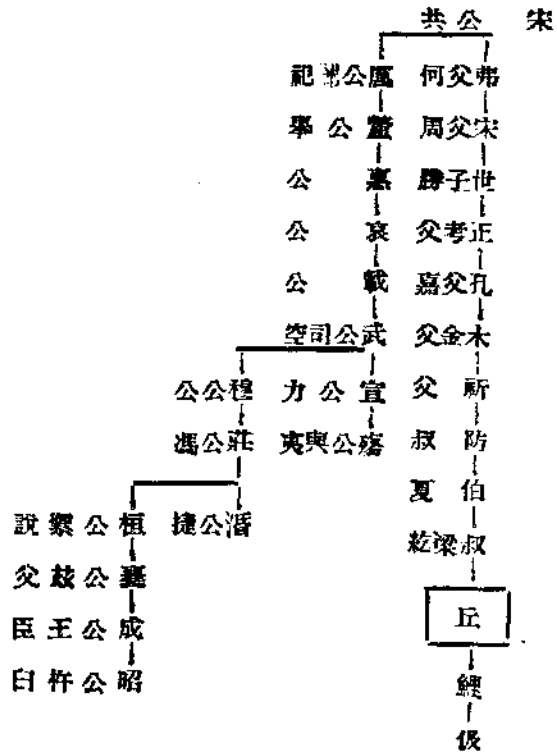 宋公共
弗父何
宋父周
世子勝
正考父
孔父嘉
木金父
祈父
防叔
伯夏
叔梁紇
丘
鯉
伋
厲公祀
釐公舉
惠公
哀公
戴公
武公司空
宣公力
殤公與夷
穆公公
莊公馮
湣公捷
桓公禦說
襄公茲父
成公王臣
昭公杵臼